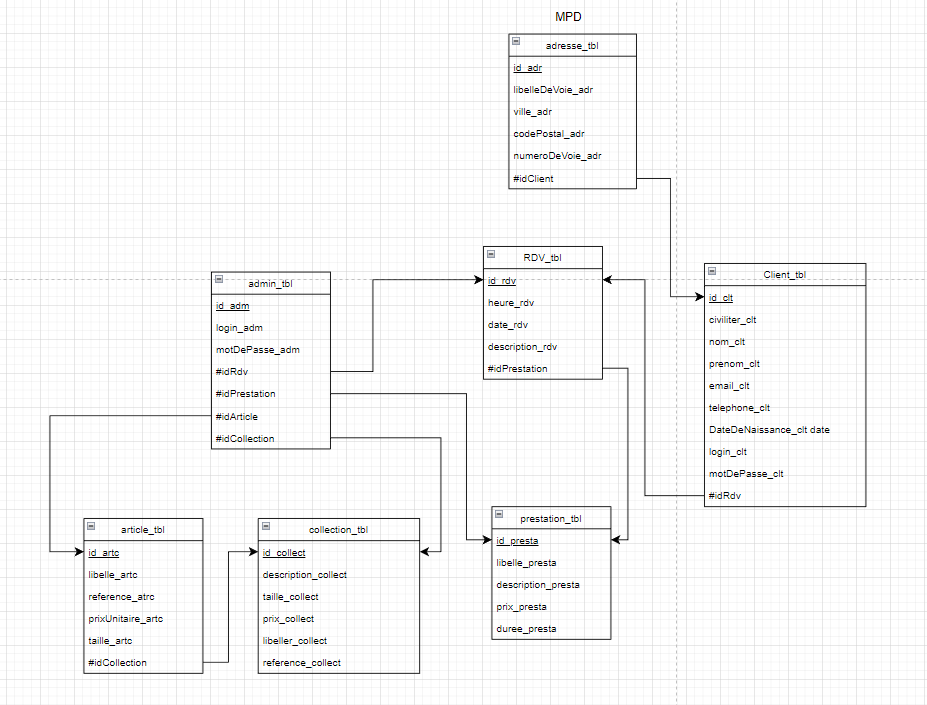 MPD
adresse_tbl
id_adr
libelleDeVoie_adr
ville_adr
codePostal_adr
numeroDeVoie_adr
#idClient
RDV_tbl
id_rdv
heure_rdv
date_rdv
description_rdv
#idPrestation
Client_tbl
id_clt
civiliter_clt
nom_clt
prenom_clt
email_clt
telephone_clt
DateDeNaissance_clt date
login_clt
motDePasse_clt
#idRdv
admin_tbl
id_adm
login_adm
motDePasse_adm
#idRdv
#idPrestation
#idArticle
#idCollection
article_tbl
id_artc
libelle_artc
reference_atrc
prixUnitaire_artc
taille_artc
#idCollection
collection_tbl
id_collect
description_collect
taille_collect
prix_collect
libeller_collect
reference_collect
prestation_tbl
id_presta
libelle_presta
description_presta
prix_presta
duree_presta